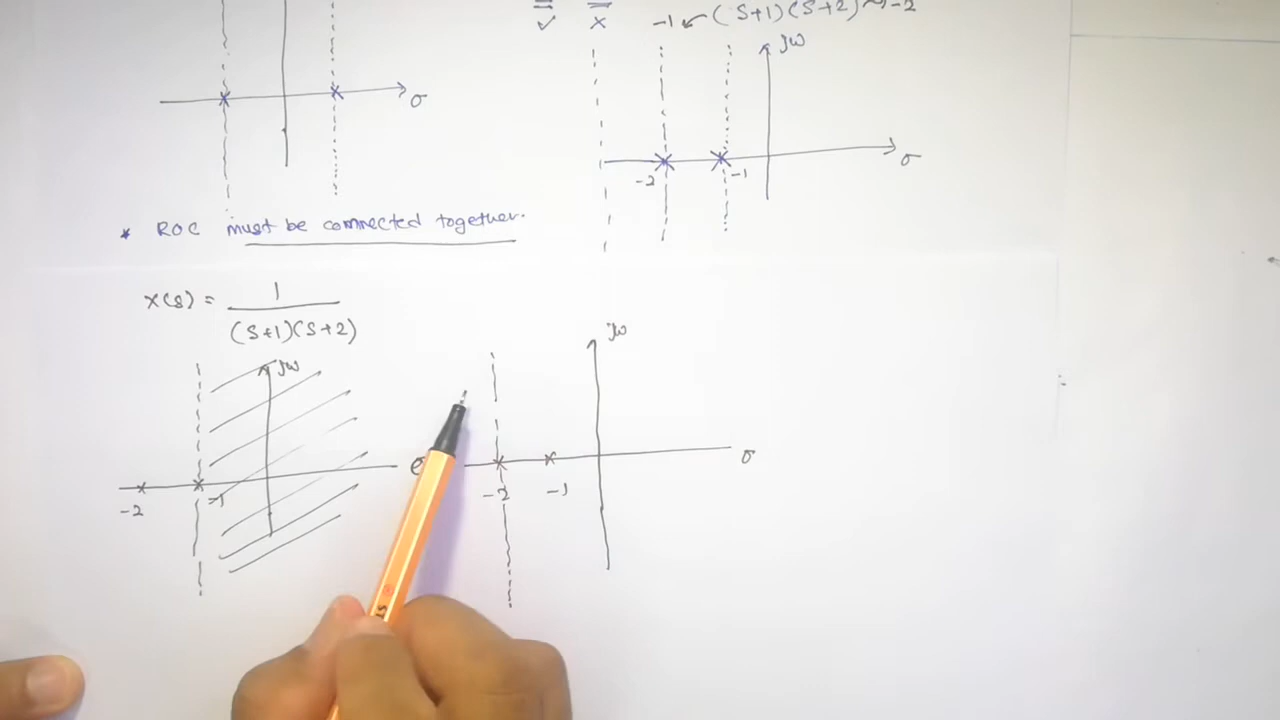 ✓ x -1 ↙ (S+1)(S+2) -2
jω
σ
σ
-2 -1
* ROC must be connected together.
X(s) = 1
(S+1)(S+2)
jω
jω
σ
-2 -1
-2 -1